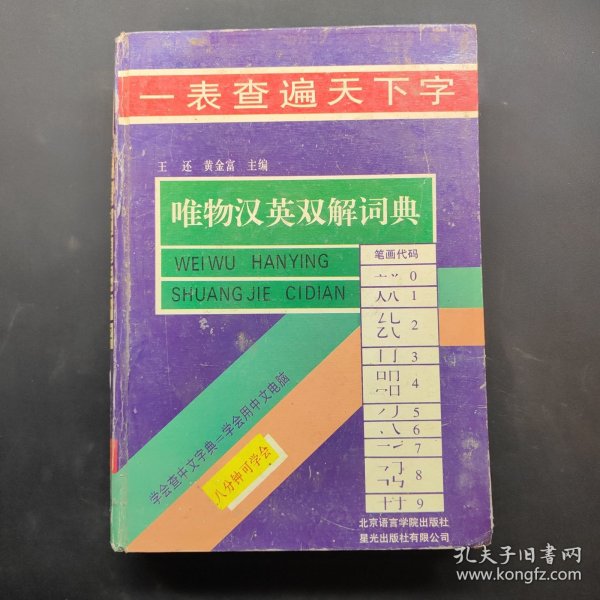 一表查遍天下字
王 还 黄金富 主编
唯物汉英双解词典
WEIWU HANYING
SHUANGJIE CIDIAN
笔画代码
0
1
2
3
4
5
6
7
8
9
学会查中文字典=学会用中文电脑
八分钟可学会
北京语言学院出版社
星光出版社有限公司
孔夫子旧书网
www.kongfz.com